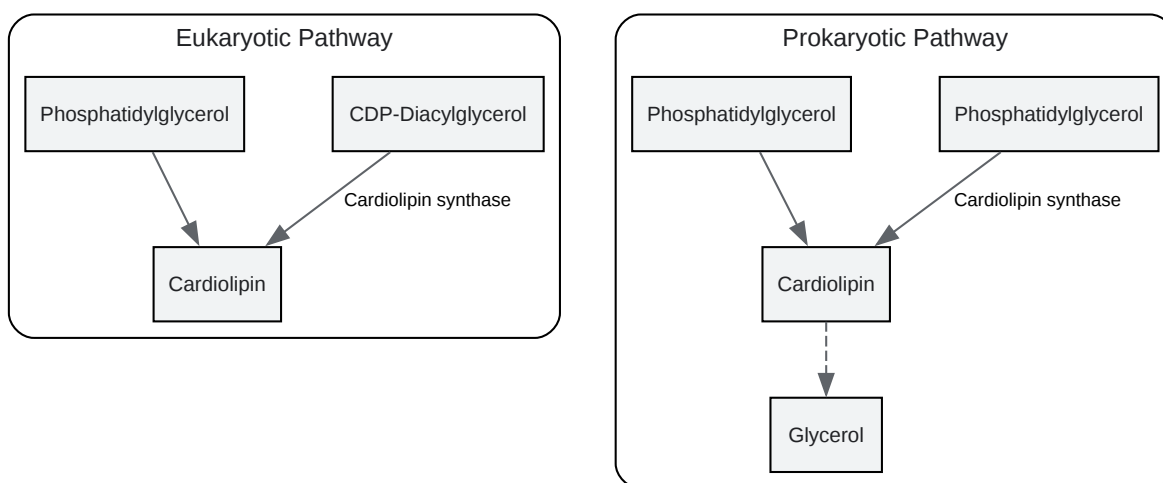 Eukaryotic Pathway
Phosphatidylglycerol
CDP-Diacylglycerol
Cardiolipin synthase
Cardiolipin
Prokaryotic Pathway
Phosphatidylglycerol
Phosphatidylglycerol
Cardiolipin synthase
Cardiolipin
Glycerol